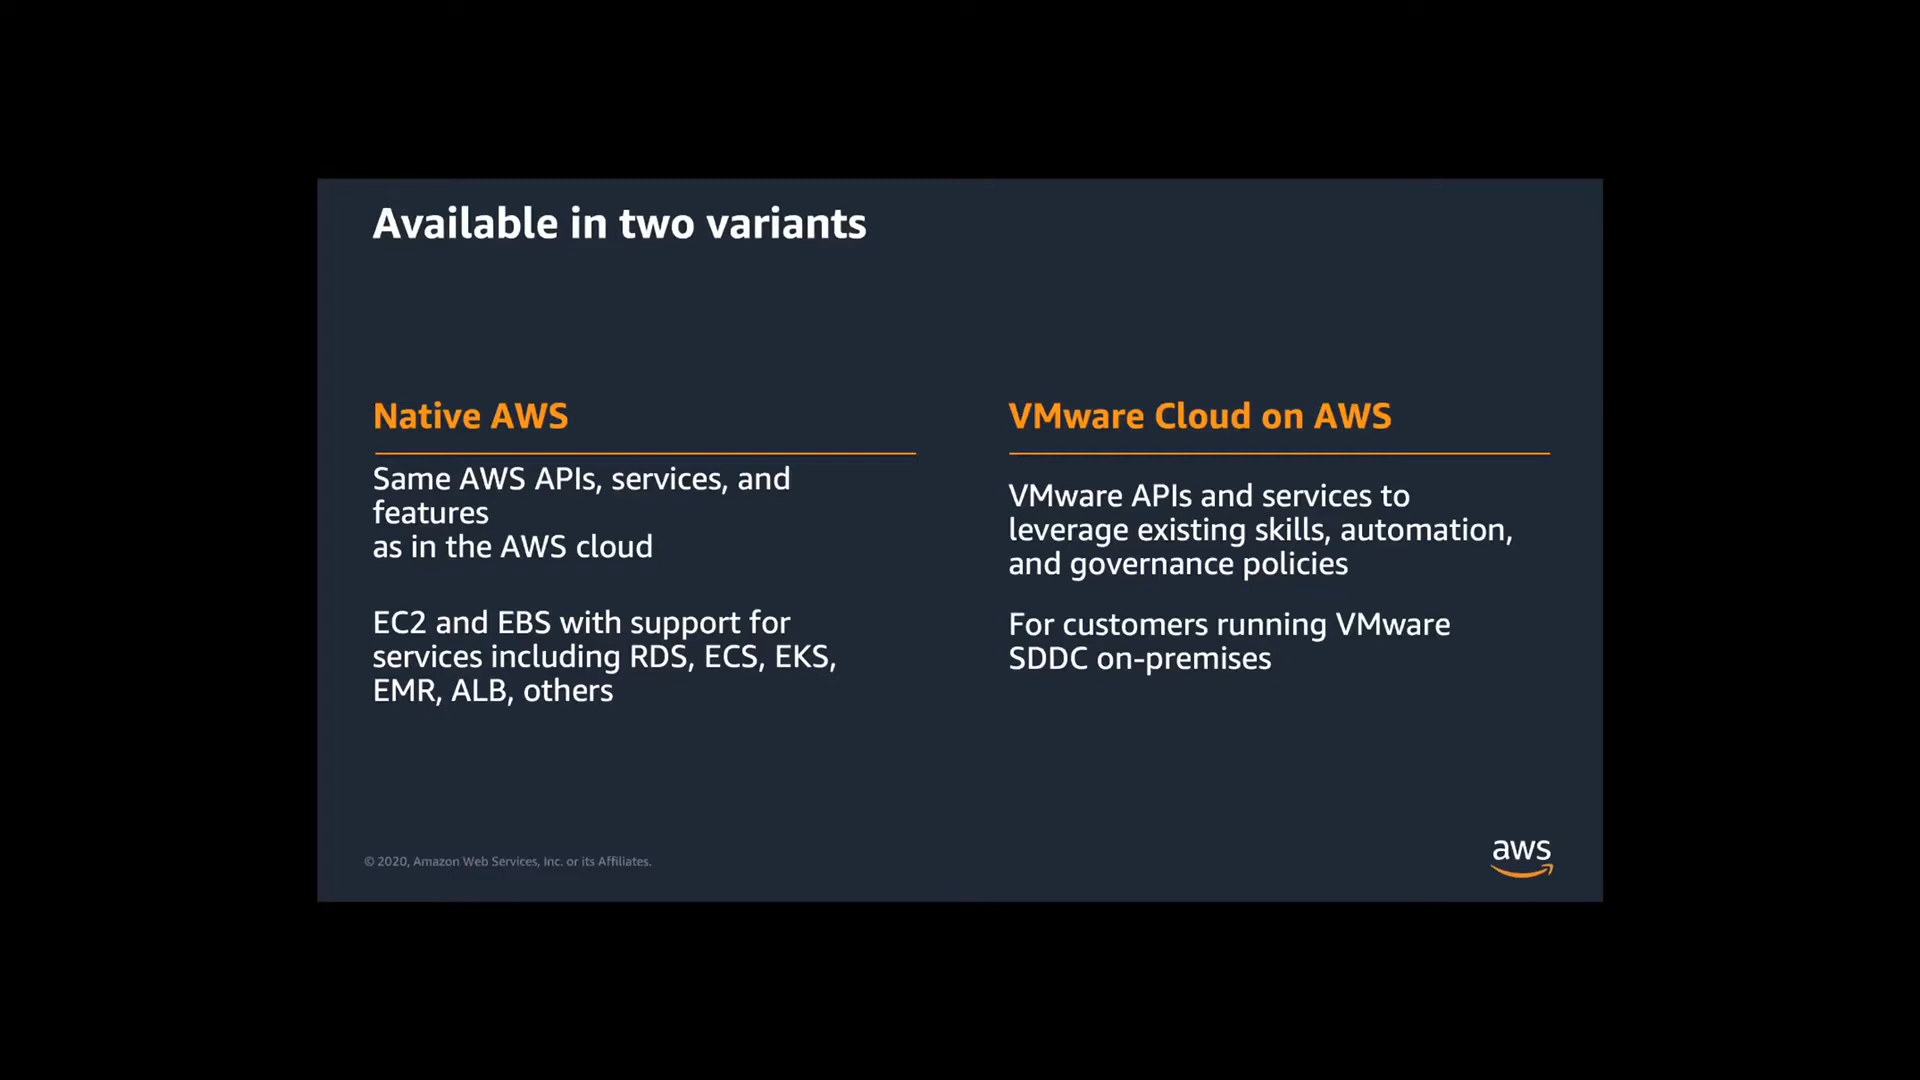 Available in two variants
Native AWS
Same AWS APIs, services, and
features
as in the AWS cloud
EC2 and EBS with support for
services including RDS, ECS, EKS,
EMR, ALB, others
VMware Cloud on AWS
VMware APIs and services to
leverage existing skills, automation,
and governance policies
For customers running VMware
SDDC on-premises
© 2020, Amazon Web Services, Inc. or its Affiliates.
aws